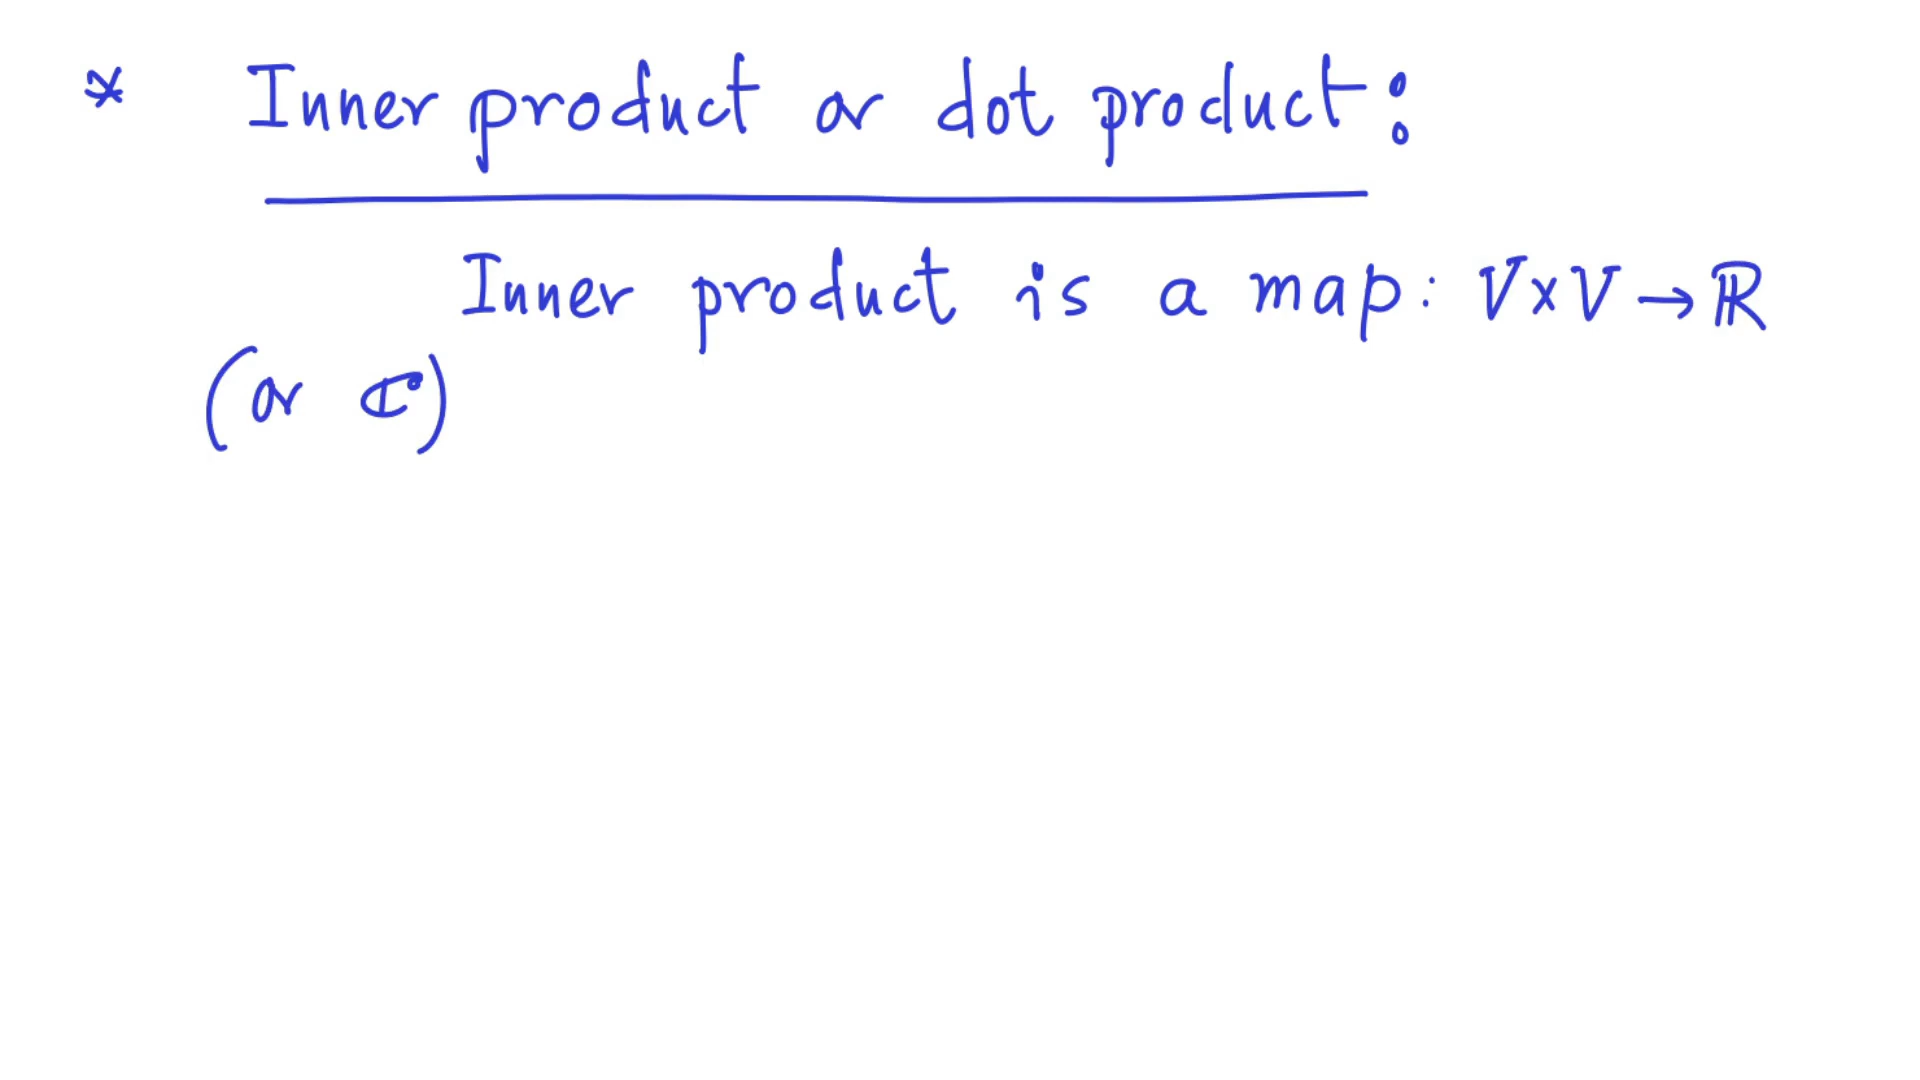 * Inner product or dot product:
Inner product is a map: V×V→ℝ
(or ℂ)